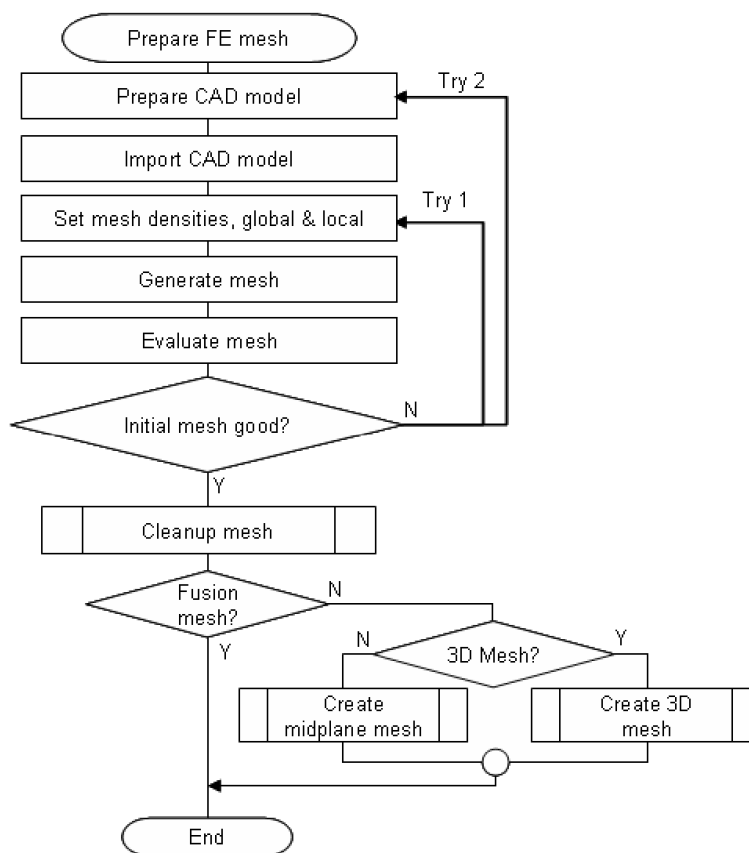 Prepare FE mesh
Try 2
Prepare CAD model
Import CAD model
Try 1
Set mesh densities, global & local
Generate mesh
Evaluate mesh
Initial mesh good?
N
Y
Cleanup mesh
Fusion
mesh?
N
Y
N
3D Mesh?
Y
Create
midplane mesh
Create 3D
mesh
End